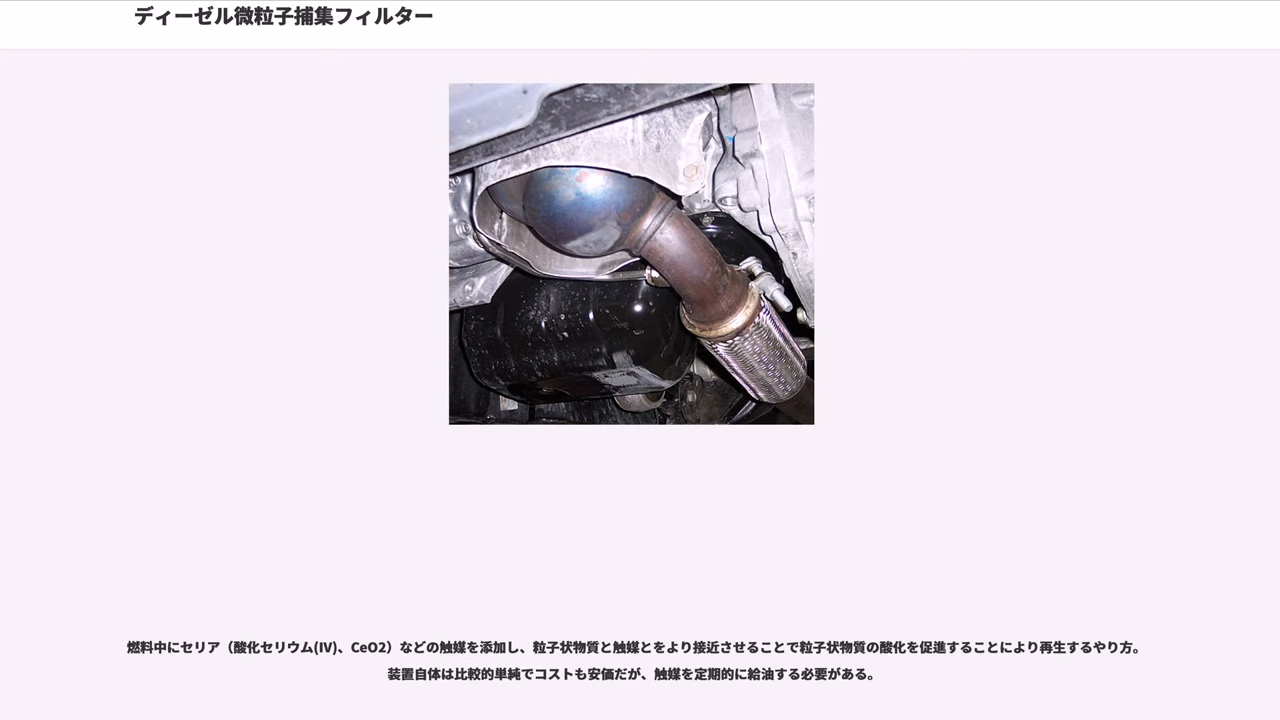 ディーゼル微粒子捕集フィルター
燃料中にセリア（酸化セリウム(IV)、CeO2）などの触媒を添加し、粒子状物質と触媒とをより接近させることで粒子状物質の酸化を促進することにより再生するやり方。
装置自体は比較的単純でコストも安価だが、触媒を定期的に給油する必要がある。